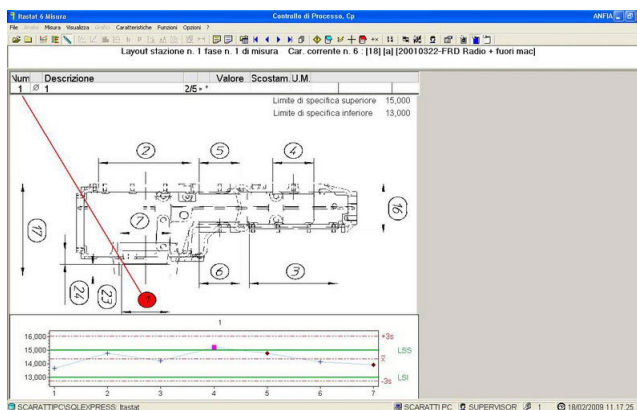 Itastat 6 Misura Controllo di Processo, Cp ANFIA
File Analisi Misura Visualizza Grafici Caratteristiche Funzioni Opzioni ?
Layout stazione n. 1 fase n. 1 di misura Car. corrente n. 6 : [18] [a] [20010322-FRD Radio + fuori mac]
Num Descrizione Valore Scostam. U.M.
1 Ø 1 2/5 - *
Limite di specifica superiore 15,000
Limite di specifica inferiore 13,000
2 5 4
17 7 16
24 23 1 6 3
1
16,000 +3s
15,000 LSS
14,000 X
13,000 LSI
-3s
1 2 3 4 5 6 7
SCARATTIPC\SQLEXPRESS: Itastat SCARATTI PC SUPERVISOR 1 18/02/2009 11.17.25